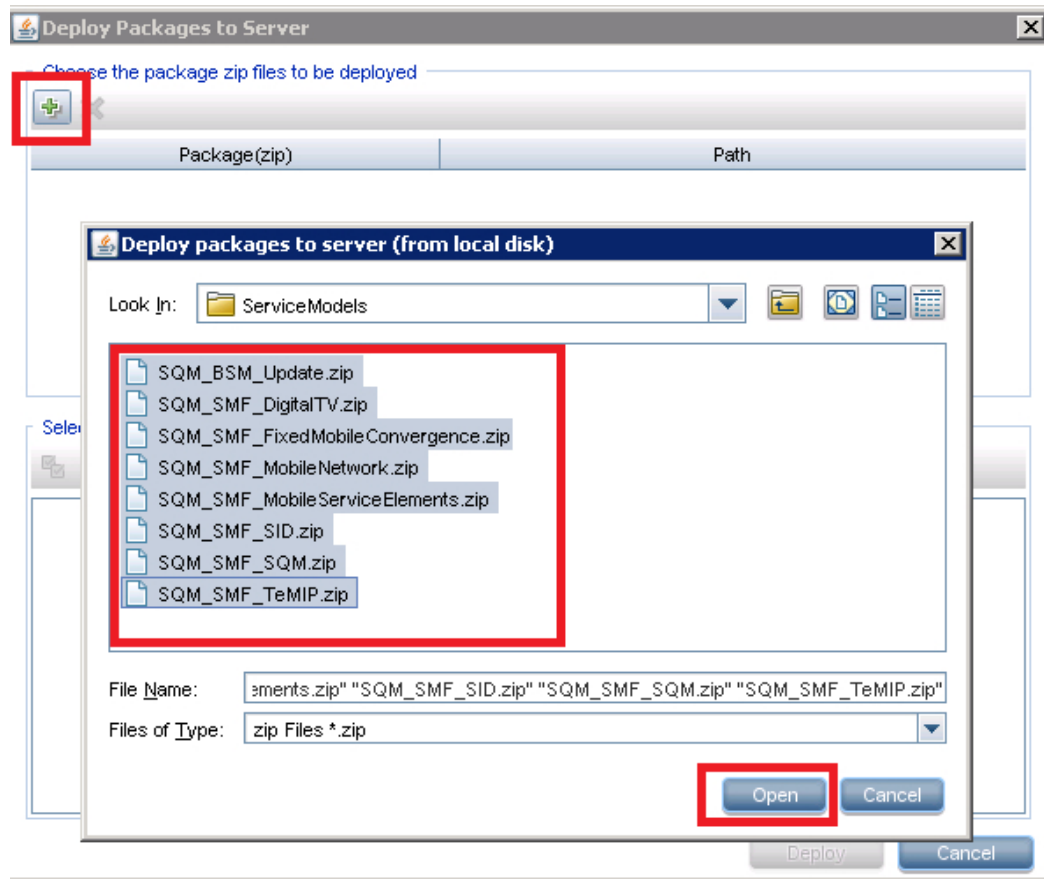 Deploy Packages to Server
Choose the package zip files to be deployed
Package(zip) Path
Deploy packages to server (from local disk)
Look In: ServiceModels
SQM_BSM_Update.zip
SQM_SMF_DigitalTV.zip
SQM_SMF_FixedMobileConvergence.zip
SQM_SMF_MobileNetwork.zip
SQM_SMF_MobileServiceElements.zip
SQM_SMF_SID.zip
SQM_SMF_SQM.zip
SQM_SMF_TeMIP.zip
Selec
File Name: ements.zip" "SQM_SMF_SID.zip" "SQM_SMF_SQM.zip" "SQM_SMF_TeMIP.zip"
Files of Type: zip Files *.zip
Open Cancel
Deploy Cancel